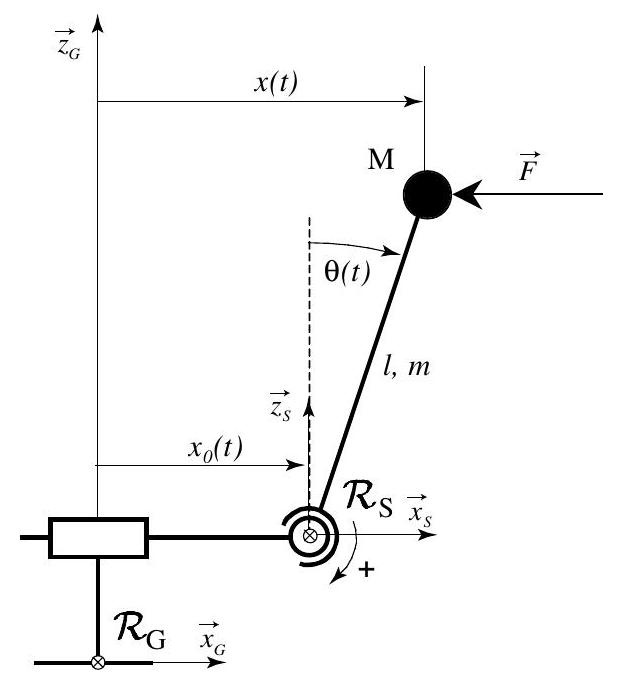 z_G
x(t)
M
F
θ(t)
l, m
z_S
x_0(t)
R_S
x_S
+
R_G
x_G